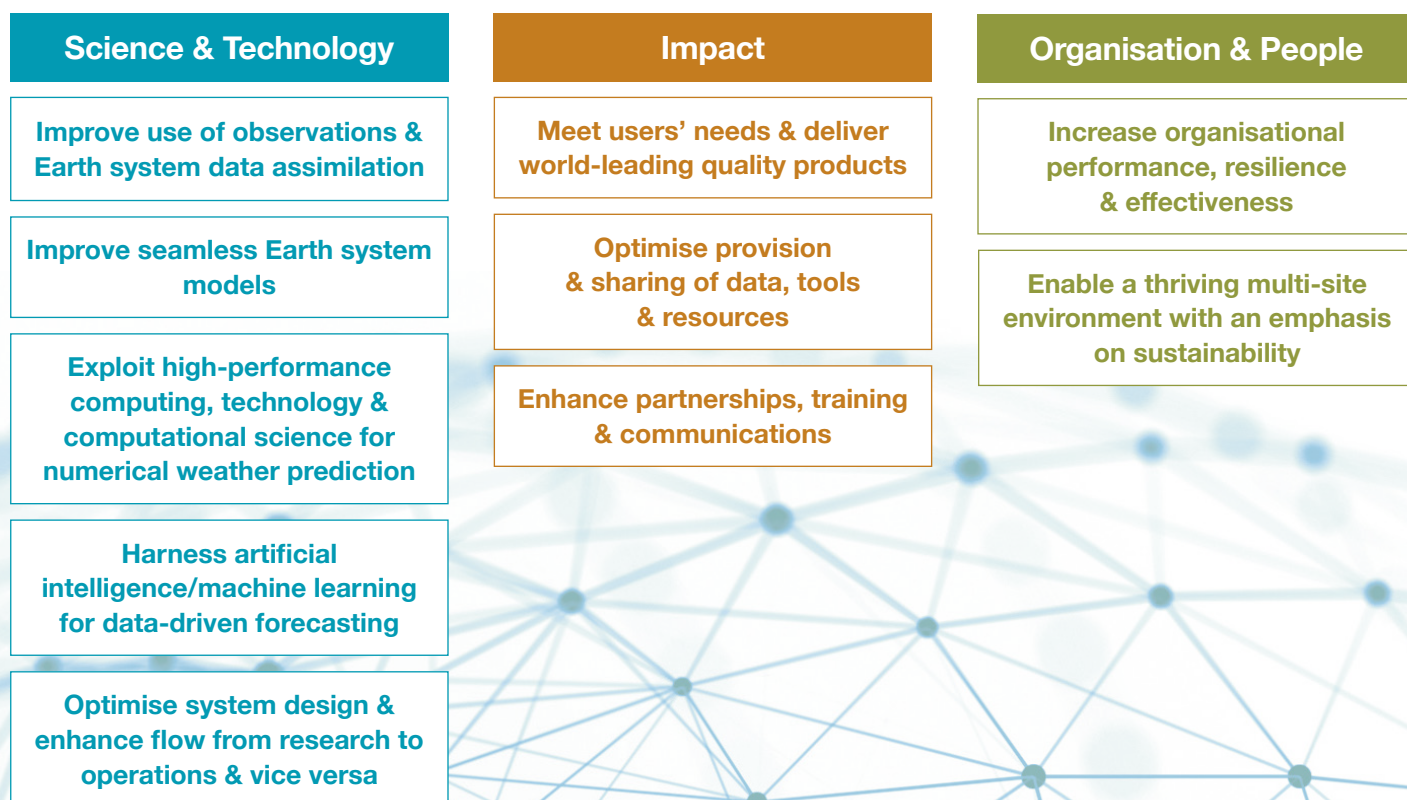 Science & Technology
Improve use of observations &
Earth system data assimilation
Improve seamless Earth system
models
Exploit high-performance
computing, technology &
computational science for
numerical weather prediction
Harness artificial
intelligence/machine learning
for data-driven forecasting
Optimise system design &
enhance flow from research to
operations & vice versa
Impact
Meet users’ needs & deliver
world-leading quality products
Optimise provision
& sharing of data, tools
& resources
Enhance partnerships, training
& communications
Organisation & People
Increase organisational
performance, resilience
& effectiveness
Enable a thriving multi-site
environment with an emphasis
on sustainability